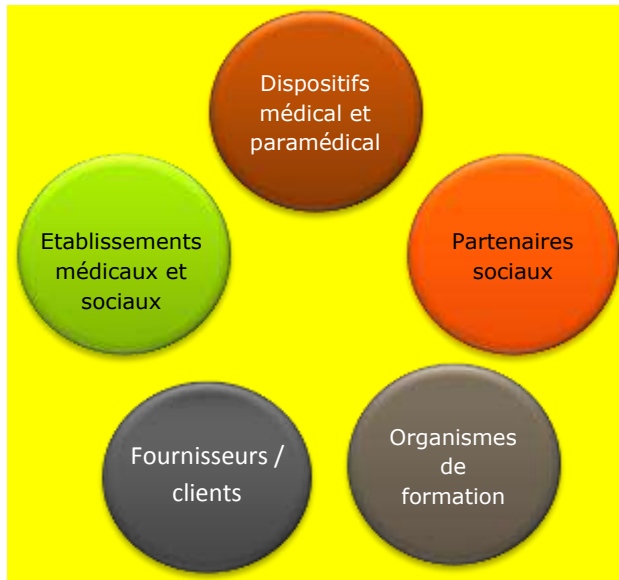 Dispositifs
médical et
paramédical
Etablissements
médicaux et
sociaux
Partenaires
sociaux
Fournisseurs /
clients
Organismes
de
formation